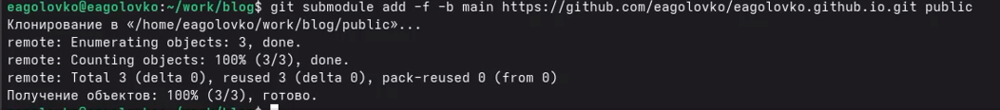 eagolovko@eagolovko:~/work/blog$ git submodule add -f -b main https://github.com/eagolovko/eagolovko.github.io.git public
Клонирование в «/home/eagolovko/work/blog/public»...
remote: Enumerating objects: 3, done.
remote: Counting objects: 100% (3/3), done.
remote: Total 3 (delta 0), reused 3 (delta 0), pack-reused 0 (from 0)
Получение объектов: 100% (3/3), готово.